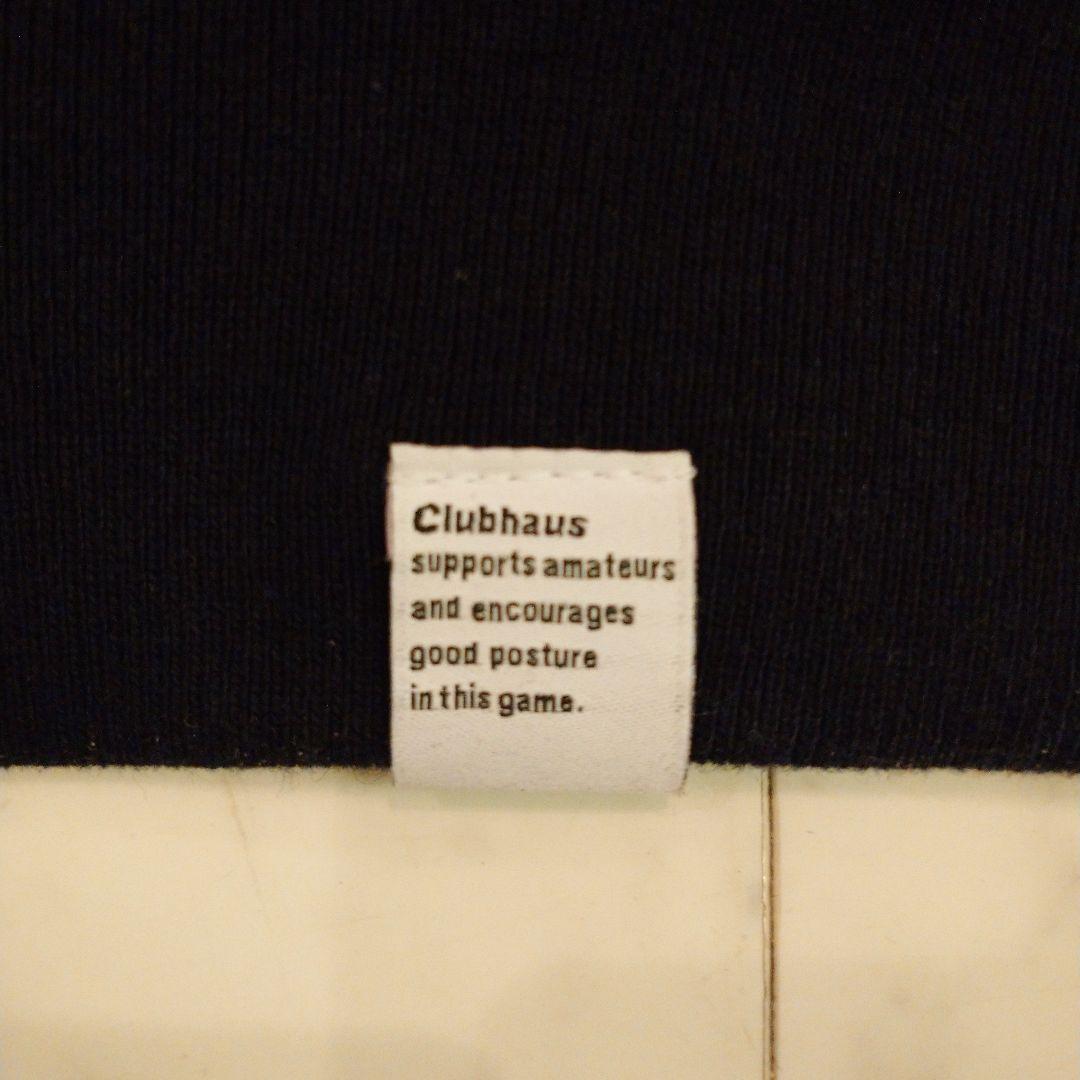 Clubhaus
supports amateurs
and encourages
good posture
in this game.